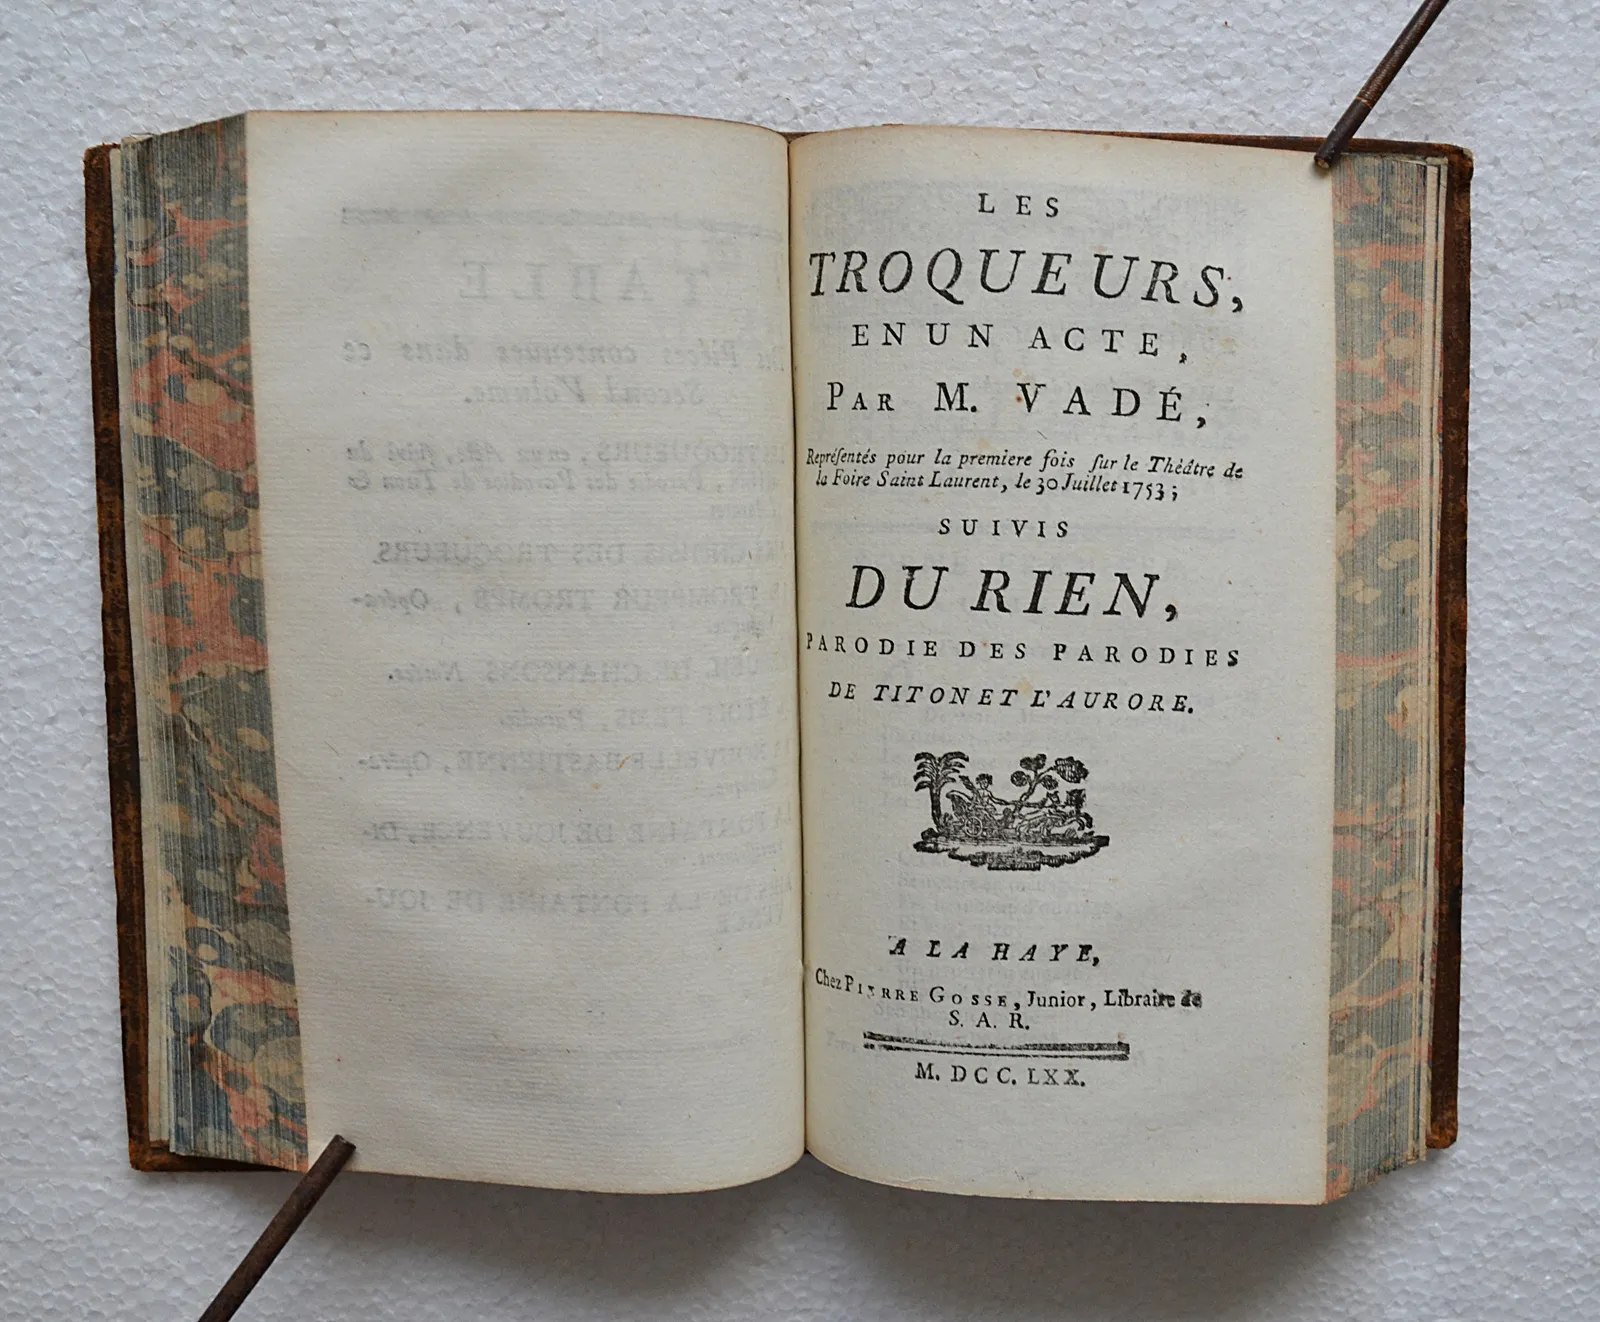 LES
TROQUEURS,
EN UN ACTE,
PAR M. VADÉ,
Repréſentés pour la premiere fois ſur le Théâtre de
la Foire Saint Laurent, le 30 Juillet 1753;
SUIVIS
DU RIEN,
PARODIE DES PARODIES
DE TITON ET L'AURORE.
A LA HAYE,
Chez PIERRE GOSSE, Junior, Libraire de
S. A. R.
M. DCC. LXX.